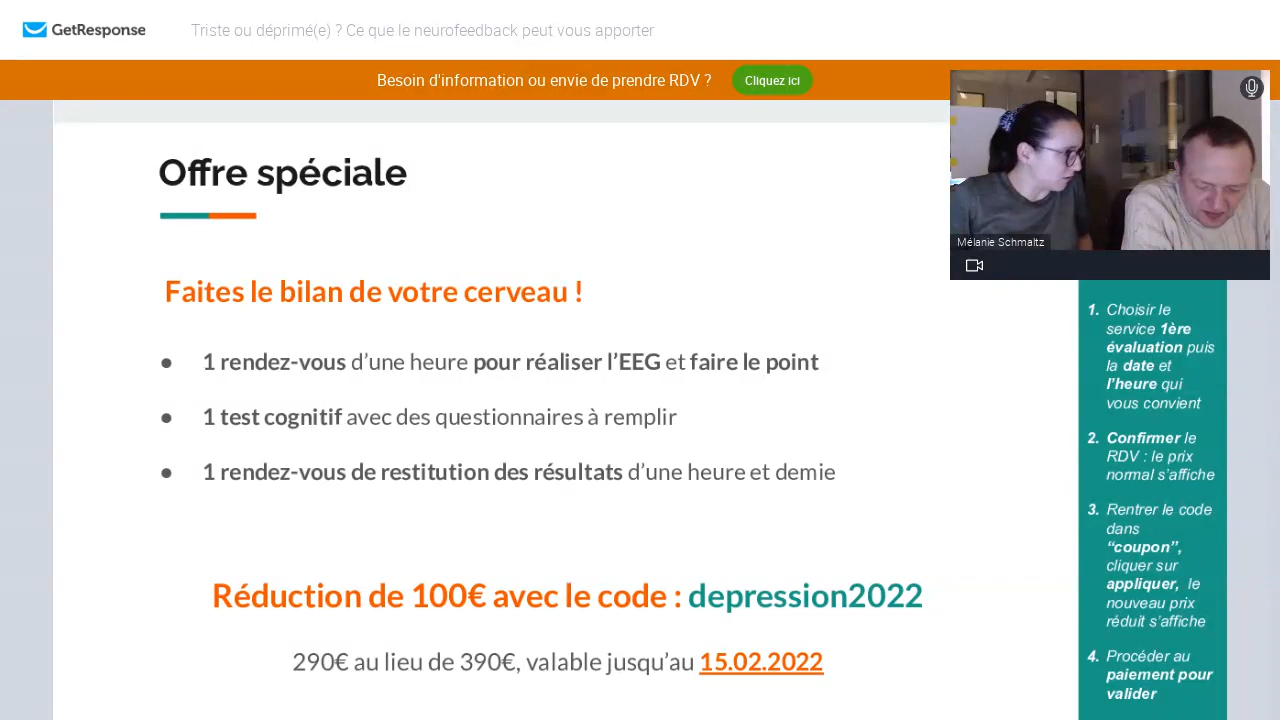 GetResponse
Triste ou déprimé(e) ? Ce que le neurofeedback peut vous apporter
Besoin d'information ou envie de prendre RDV ?
Cliquez ici
Mélanie Schmaltz
Offre spéciale
Faites le bilan de votre cerveau !
● 1 rendez-vous d’une heure pour réaliser l’EEG et faire le point
● 1 test cognitif avec des questionnaires à remplir
● 1 rendez-vous de restitution des résultats d’une heure et demie
Réduction de 100€ avec le code : depression2022
290€ au lieu de 390€, valable jusqu’au 15.02.2022
1. Choisir le
service 1ère
évaluation puis
la date et
l’heure qui
vous convient
2. Confirmer le
RDV : le prix
normal s’affiche
3. Rentrer le code
dans
“coupon”,
cliquer sur
appliquer, le
nouveau prix
réduit s’affiche
4. Procéder au
paiement pour
valider